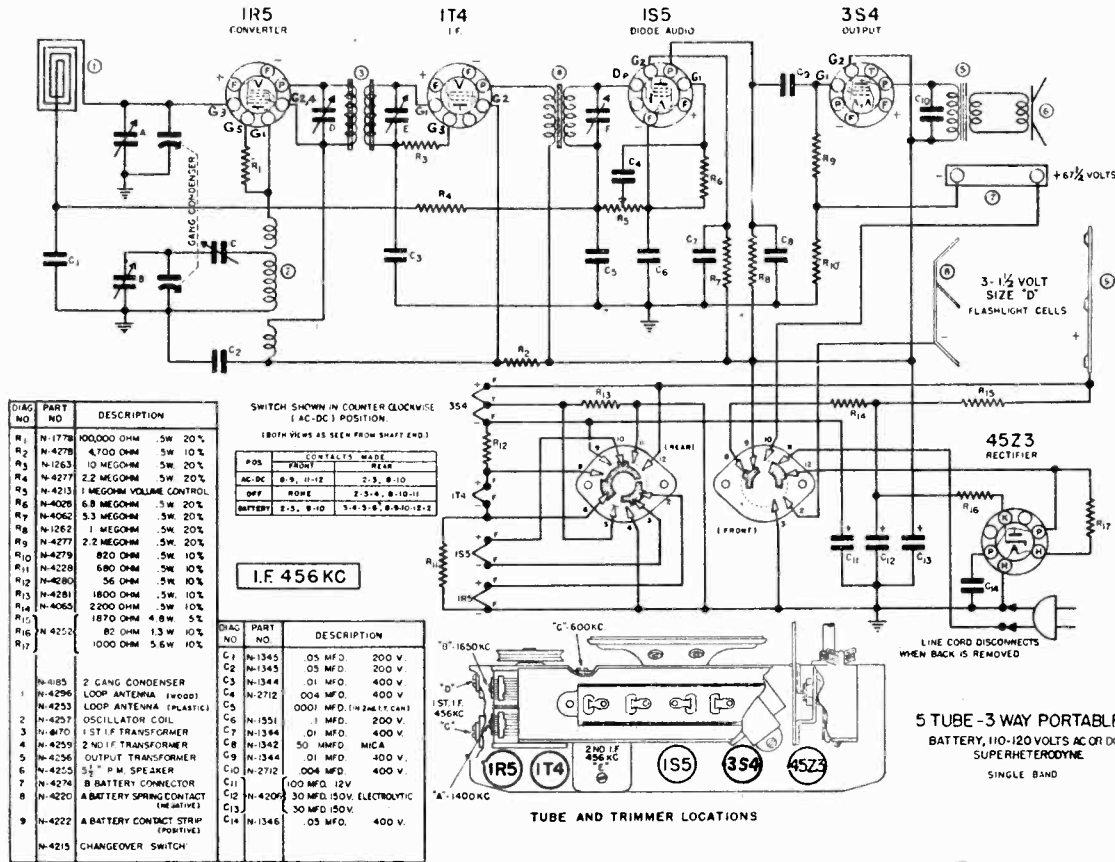 1R5
CONVERTER
1T4
I.F.
1S5
DIODE AUDIO
3S4
OUTPUT
GANG CONDENSER
- +67½ VOLTS
3-1½ VOLT
SIZE "D"
FLASHLIGHT CELLS
SWITCH SHOWN IN COUNTER CLOCKWISE
(AC-DC) POSITION.
(BOTH VIEWS AS SEEN FROM SHAFT END.)
POS. CONTACTS MADE
FRONT REAR
AC-DC 8-9, 11-12 2-3, 8-10
OFF NONE 2-3-4, 8-10-11
BATTERY 2-3, 9-10 3-4-5-6, 8-9-10-12-2
I.F. 456 KC
3S4
1T4
1S5
1R5
(REAR)
(FRONT)
45Z3
RECTIFIER
LINE CORD DISCONNECTS
WHEN BACK IS REMOVED
DIAG. NO. PART NO. DESCRIPTION
R1 N-1778 100,000 OHM .5W 20%
R2 N-4278 4,700 OHM .5W 10%
R3 N-1263 10 MEGOHM .5W. 20%
R4 N-4277 2.2 MEGOHM .5W. 20%
R5 N-4213 1 MEGOHM VOLUME CONTROL
R6 N-4028 6.8 MEGOHM .5W. 20%
R7 N-4062 3.3 MEGOHM .5W. 20%
R8 N-1262 1 MEGOHM .5W. 20%
R9 N-4277 2.2 MEGOHM .5W. 20%
R10 N-4279 820 OHM .5W. 10%
R11 N-4228 680 OHM .5W. 10%
R12 N-4280 56 OHM .5W. 10%
R13 N-4281 1800 OHM .5W. 10%
R14 N-4065 2200 OHM .5W 10%
R15 1870 OHM 4.8W. 5%
R16 N-4252 82 OHM 1.3 W 10%
R17 1000 OHM 5.6W 10%
N-4185 2 GANG CONDENSER
1 N-4296 LOOP ANTENNA (WOOD)
N-4253 LOOP ANTENNA (PLASTIC)
2 N-4257 OSCILLATOR COIL
3 N-4170 1 ST I.F. TRANSFORMER
4 N-4259 2 ND I.F. TRANSFORMER
5 N-4256 OUTPUT TRANSFORMER
6 N-4255 5½" P.M. SPEAKER
7 N-4274 B BATTERY CONNECTOR
8 N-4220 A BATTERY SPRING CONTACT
(NEGATIVE)
9 N-4222 A BATTERY CONTACT STRIP
(POSITIVE)
N-4215 CHANGEOVER SWITCH
DIAG. NO. PART NO. DESCRIPTION
C1 N-1345 .05 MFD. 200 V.
C2 N-1345 .05 MFD. 200 V.
C3 N-1344 .01 MFD. 400 V.
C4 N-2712 .004 MFD. 400 V.
C5 .0001 MFD. (IN 2nd I.F. CAN)
C6 N-1551 .1 MFD. 200 V.
C7 N-1344 .01 MFD. 400 V.
C8 N-1342 50 MMFD. MICA
C9 N-1344 .01 MFD. 400 V.
C10 N-2712 .004 MFD. 400 V.
C11 100 MFD. 12V
C12 N-4206 30 MFD. 150V. ELECTROLYTIC
C13 30 MFD 150V.
C14 N-1346 .05 MFD. 400 V.
"C"-600KC.
"B"-1650KC
"D"
1 ST. I.F.
456KC
"A"-1400KC
2 ND I.F.
456 KC
1R5 1T4 1S5 3S4 45Z3
TUBE AND TRIMMER LOCATIONS
5 TUBE-3 WAY PORTABLE
BATTERY, 110-120 VOLTS AC OR DC
SUPERHETERODYNE
SINGLE BAND